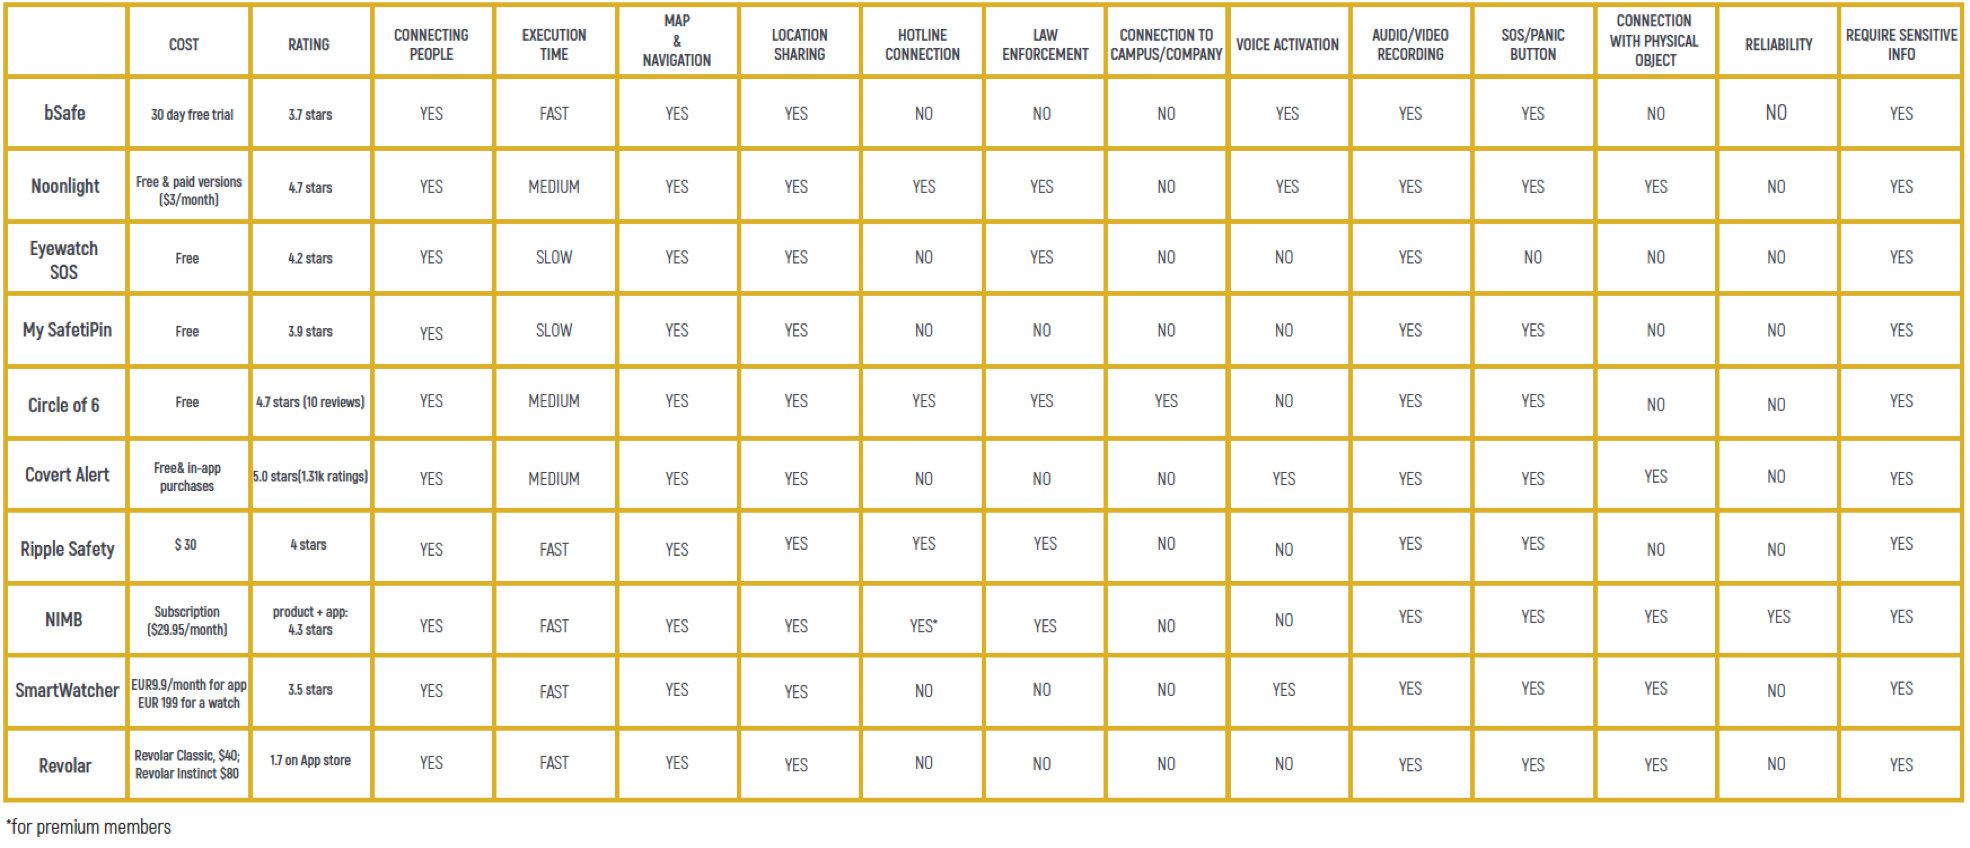 COST RATING CONNECTING PEOPLE EXECUTION TIME MAP & NAVIGATION LOCATION SHARING HOTLINE CONNECTION LAW ENFORCEMENT CONNECTION TO CAMPUS/COMPANY VOICE ACTIVATION AUDIO/VIDEO RECORDING SOS/PANIC BUTTON CONNECTION WITH PHYSICAL OBJECT RELIABILITY REQUIRE SENSITIVE INFO
bSafe 30 day free trial 3.7 stars YES FAST YES YES NO NO NO YES YES YES NO NO YES
Noonlight Free & paid versions ($3/month) 4.7 stars YES MEDIUM YES YES YES YES NO YES YES YES YES NO YES
Eyewatch SOS Free 4.2 stars YES SLOW YES YES NO YES NO NO YES NO NO NO YES
My SafetiPin Free 3.9 stars YES SLOW YES YES NO NO NO NO YES YES NO NO YES
Circle of 6 Free 4.7 stars (10 reviews) YES MEDIUM YES YES YES YES YES NO YES YES NO NO YES
Covert Alert Free& in-app purchases 5.0 stars(1.31k ratings) YES MEDIUM YES YES NO NO NO YES YES YES YES NO YES
Ripple Safety $ 30 4 stars YES FAST YES YES YES YES NO NO YES YES NO NO YES
NIMB Subscription ($29.95/month) product + app: 4.3 stars YES FAST YES YES YES* YES NO NO YES YES YES YES YES
SmartWatcher EUR9.9/month for app EUR 199 for a watch 3.5 stars YES FAST YES YES NO NO NO YES YES YES YES NO YES
Revolar Revolar Classic, $40; Revolar Instinct $80 1.7 on App store YES FAST YES YES NO NO NO NO YES YES YES NO YES
*for premium members